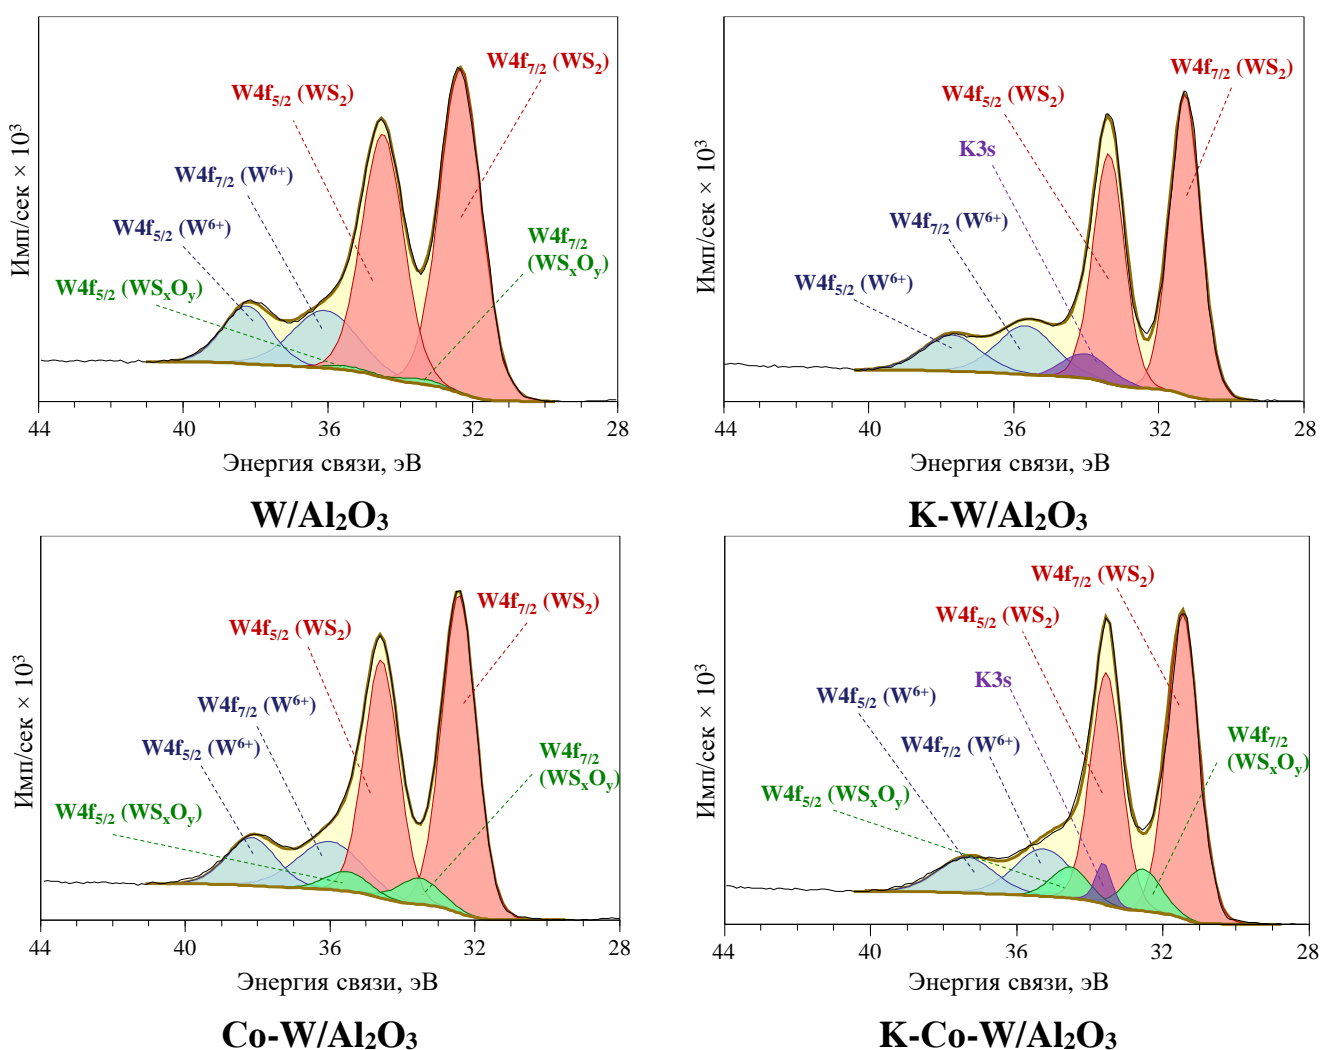 W4f7/2 (WS2)
W4f5/2 (WS2)
W4f7/2 (W6+)
W4f5/2 (W6+)
W4f7/2
(WSxOy)
W4f5/2 (WSxOy)
Имп/сек × 10³
44 40 36 32 28
Энергия связи, эВ
W/Al2O3
W4f7/2 (WS2)
W4f5/2 (WS2)
K3s
W4f7/2 (W6+)
W4f5/2 (W6+)
Имп/сек × 10³
44 40 36 32 28
Энергия связи, эВ
K-W/Al2O3
W4f7/2 (WS2)
W4f5/2 (WS2)
W4f7/2 (W6+)
W4f5/2 (W6+)
W4f7/2
(WSxOy)
W4f5/2 (WSxOy)
Имп/сек × 10³
44 40 36 32 28
Энергия связи, эВ
Co-W/Al2O3
W4f7/2 (WS2)
W4f5/2 (WS2)
K3s
W4f5/2 (W6+)
W4f7/2 (W6+)
W4f7/2
(WSxOy)
W4f5/2 (WSxOy)
Имп/сек × 10³
44 40 36 32 28
Энергия связи, эВ
K-Co-W/Al2O3